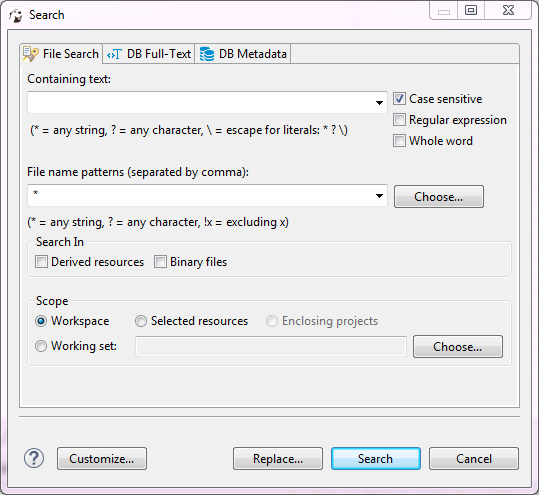 Search
File Search DB Full-Text DB Metadata
Containing text:
Case sensitive
(* = any string, ? = any character, \ = escape for literals: * ? \)
Regular expression
Whole word
File name patterns (separated by comma):
*
Choose...
(* = any string, ? = any character, !x = excluding x)
Search In
Derived resources Binary files
Scope
Workspace Selected resources Enclosing projects
Working set: Choose...
? Customize... Replace... Search Cancel